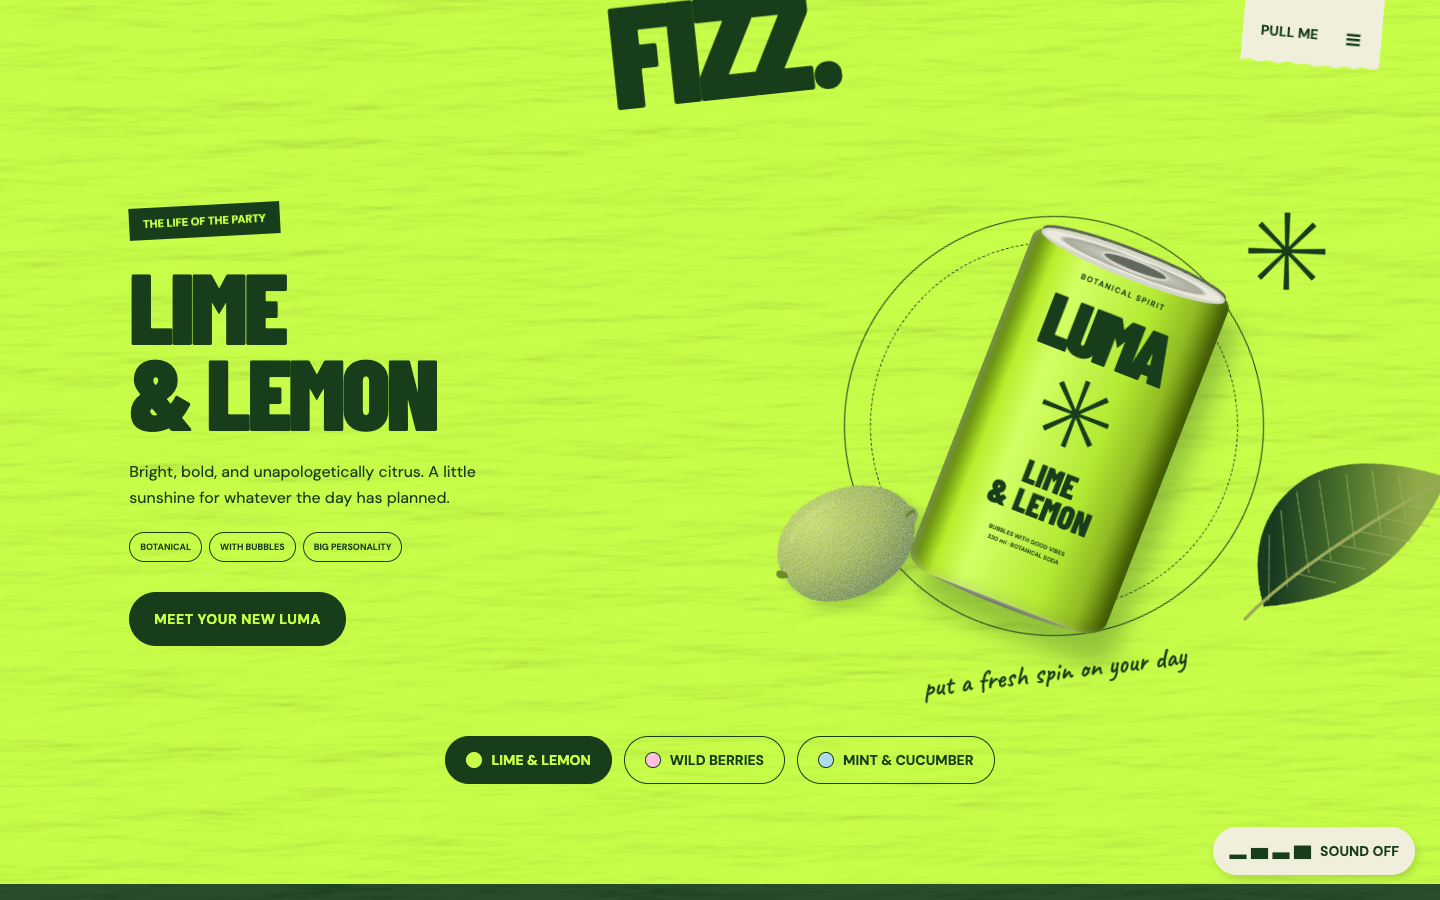 FIZZ.
PULL ME
THE LIFE OF THE PARTY
LIME
& LEMON
Bright, bold, and unapologetically citrus. A little
sunshine for whatever the day has planned.
BOTANICAL
WITH BUBBLES
BIG PERSONALITY
MEET YOUR NEW LUMA
BOTANICAL SPIRIT
LUMA
LIME
& LEMON
BUBBLES WITH GOOD VIBES
330 ml · BOTANICAL SODA
put a fresh spin on your day
LIME & LEMON
WILD BERRIES
MINT & CUCUMBER
SOUND OFF